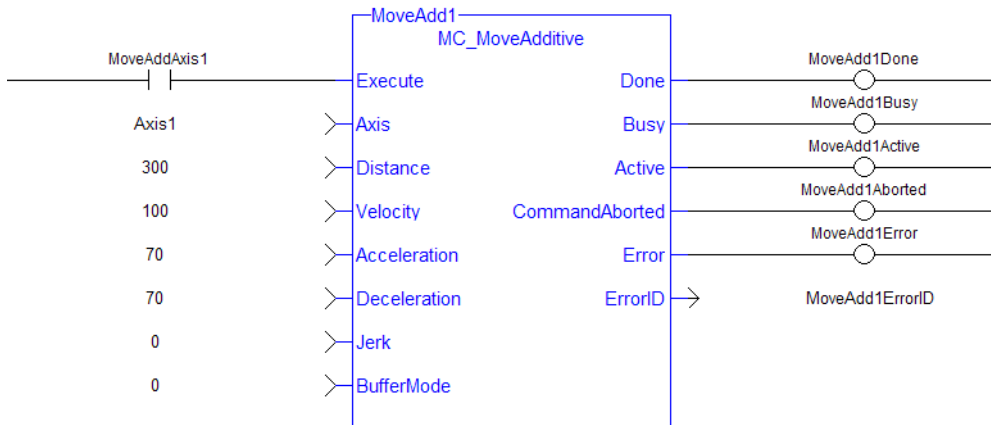 MoveAdd1
MC_MoveAdditive
MoveAddAxis1 Execute Done MoveAdd1Done
Axis1 Axis Busy MoveAdd1Busy
300 Distance Active MoveAdd1Active
100 Velocity CommandAborted MoveAdd1Aborted
70 Acceleration Error MoveAdd1Error
70 Deceleration ErrorID MoveAdd1ErrorID
0 Jerk
0 BufferMode